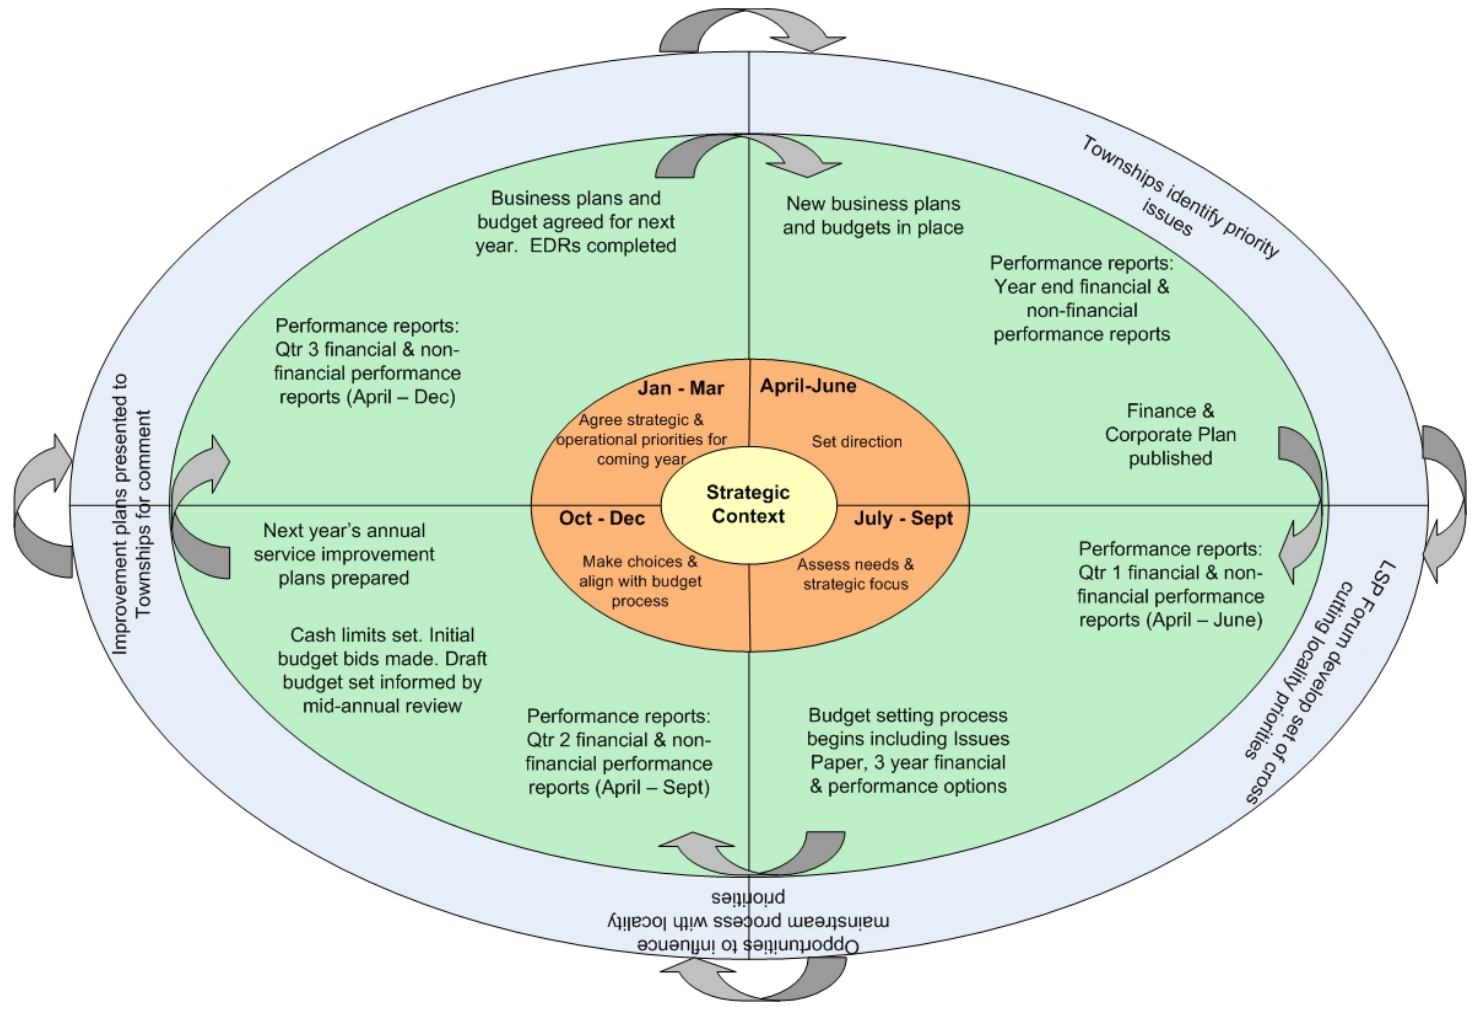 Townships identify priority
issues
Business plans and
budget agreed for next
year.  EDRs completed
New business plans
and budgets in place
Performance reports:
Year end financial &
non-financial
performance reports
Performance reports:
Qtr 3 financial & non-
financial performance
reports (April – Dec)
Finance &
Corporate Plan
published
Jan - Mar
Agree strategic &
operational priorities for
coming year
April-June
Set direction
Strategic
Context
Oct - Dec
Make choices &
align with budget
process
July - Sept
Assess needs &
strategic focus
Improvement plans presented to
Townships for comment
Next year’s annual
service improvement
plans prepared
Performance reports:
Qtr 1 financial & non-
financial performance
reports (April – June)
LSP Forum develop set of cross
cutting locality priorities
Cash limits set. Initial
budget bids made. Draft
budget set informed by
mid-annual review
Performance reports:
Qtr 2 financial & non-
financial performance
reports (April – Sept)
Budget setting process
begins including Issues
Paper, 3 year financial
& performance options
Opportunities to influence
mainstream process with locality
priorities